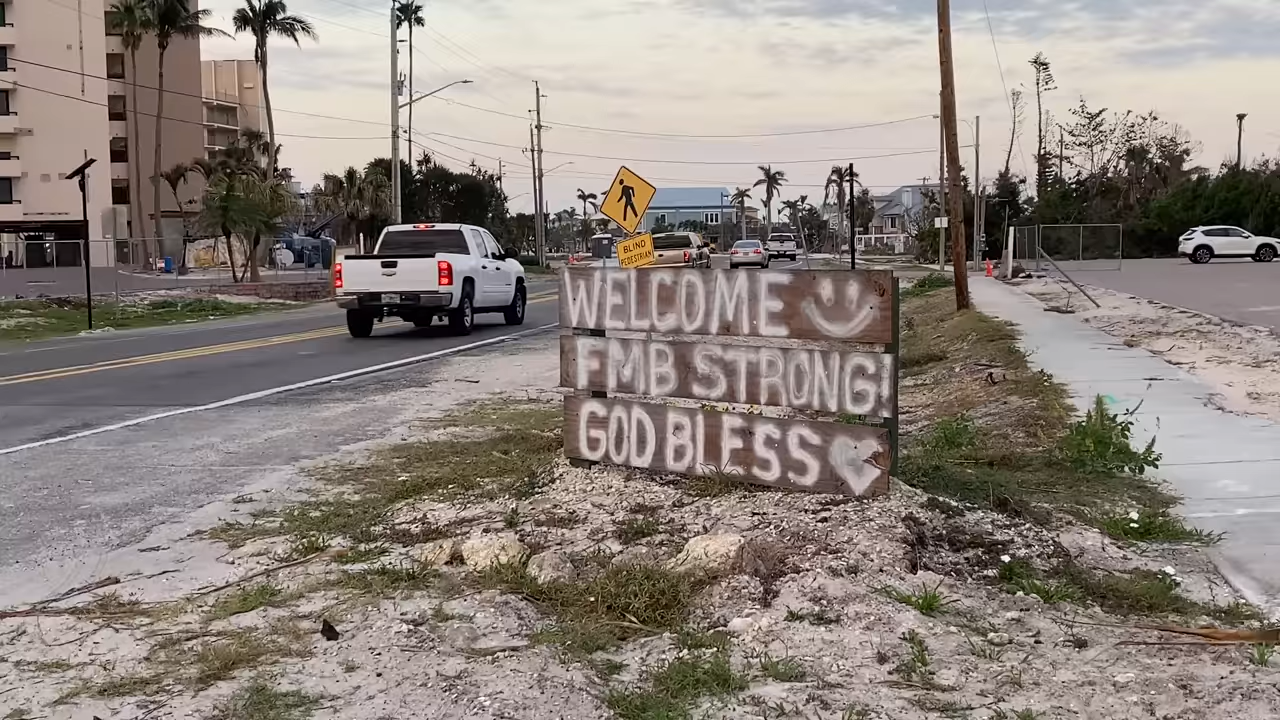 BLIND
PEDESTRIAN
WELCOME
FMB STRONG!
GOD BLESS